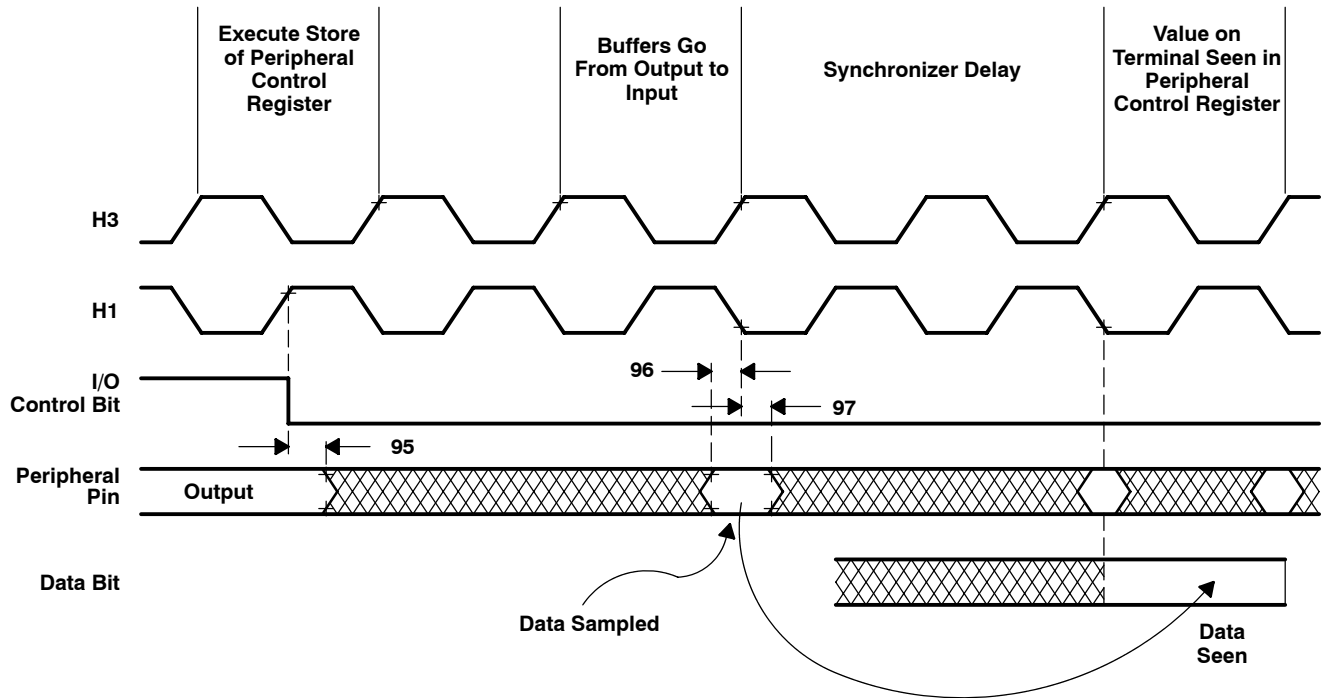 Execute Store
of Peripheral
Control
Register
Buffers Go
From Output to
Input
Synchronizer Delay
Value on
Terminal Seen in
Peripheral
Control Register
H3
H1
I/O
Control Bit
96
97
95
Peripheral
Pin
Output
Data Bit
Data Sampled
Data
Seen